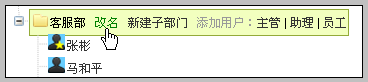 客服部 改名 新建子部门 添加用户：主管 | 助理 | 员工
张彬
马和平